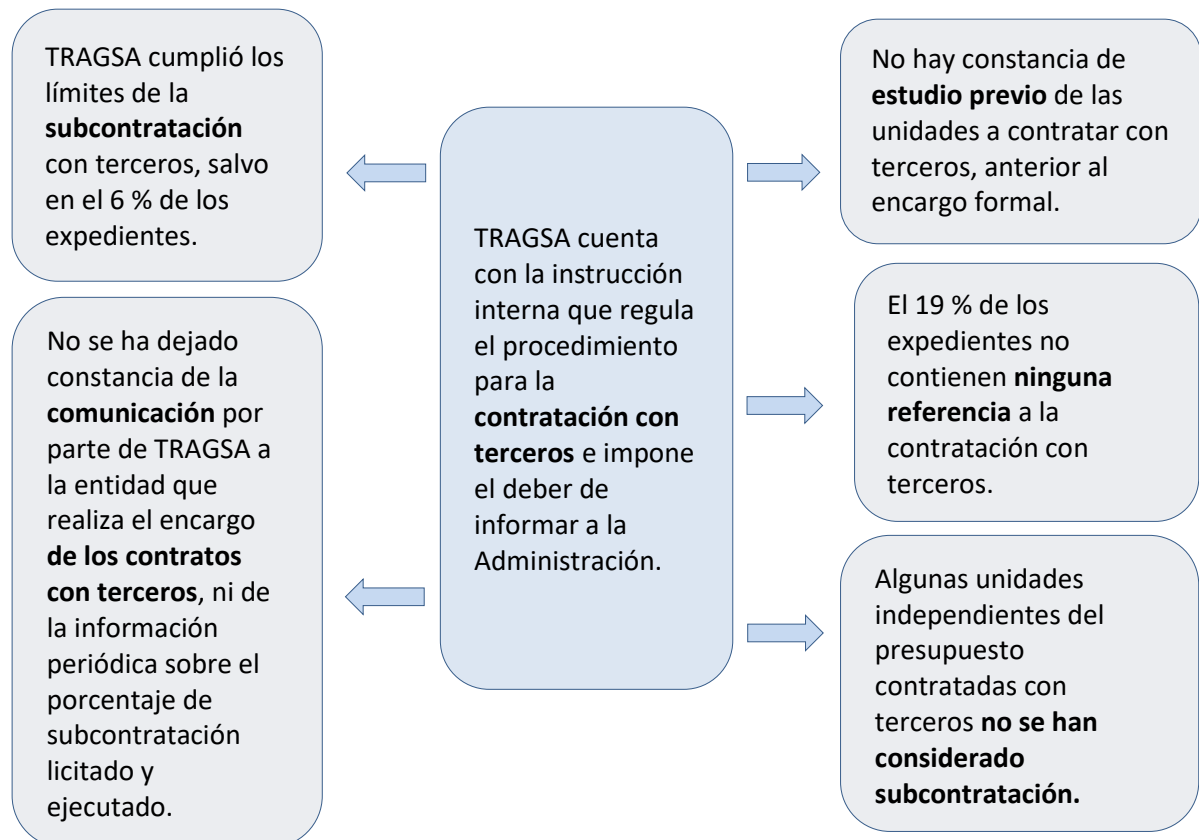 TRAGSA cumplió los
límites de la
subcontratación
con terceros, salvo
en el 6 % de los
expedientes.
No se ha dejado
constancia de la
comunicación por
parte de TRAGSA a
la entidad que
realiza el encargo
de los contratos
con terceros, ni de
la información
periódica sobre el
porcentaje de
subcontratación
licitado y
ejecutado.
TRAGSA cuenta
con la instrucción
interna que regula
el procedimiento
para la
contratación con
terceros e impone
el deber de
informar a la
Administración.
No hay constancia de
estudio previo de las
unidades a contratar con
terceros, anterior al
encargo formal.
El 19 % de los
expedientes no
contienen ninguna
referencia a la
contratación con
terceros.
Algunas unidades
independientes del
presupuesto
contratadas con
terceros no se han
considerado
subcontratación.